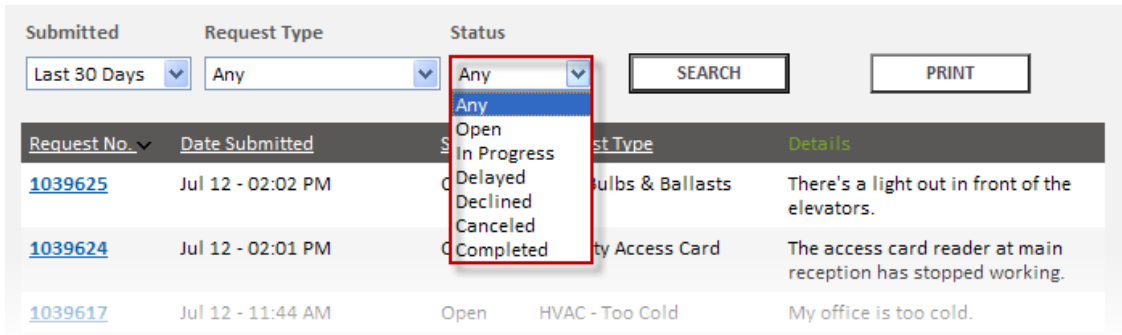 Submitted Request Type Status
Last 30 Days Any Any SEARCH PRINT
Any
Open
In Progress
Delayed
Declined
Canceled
Completed
Request No. Date Submitted S st Type Details
1039625 Jul 12 - 02:02 PM Bulbs & Ballasts There's a light out in front of the
elevators.
1039624 Jul 12 - 02:01 PM ty Access Card The access card reader at main
reception has stopped working.
1039617 Jul 12 - 11:44 AM Open HVAC - Too Cold My office is too cold.